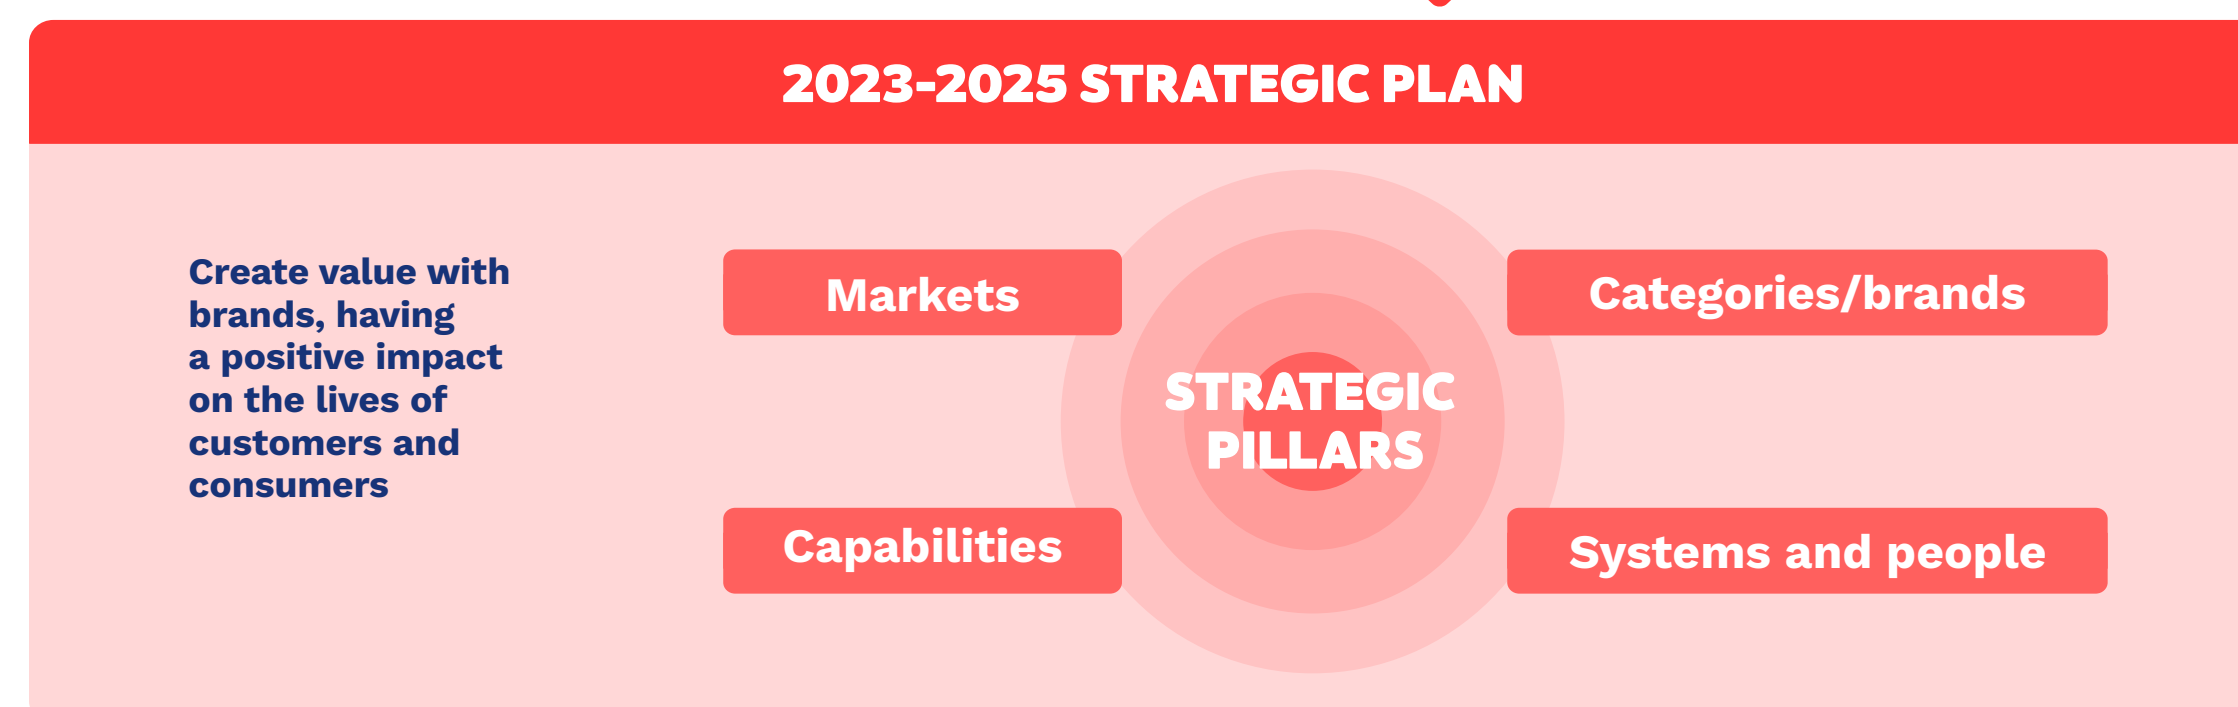 2023-2025 STRATEGIC PLAN
Create value with
brands, having
a positive impact
on the lives of
customers and
consumers
Markets
Categories/brands
STRATEGIC
PILLARS
Capabilities
Systems and people